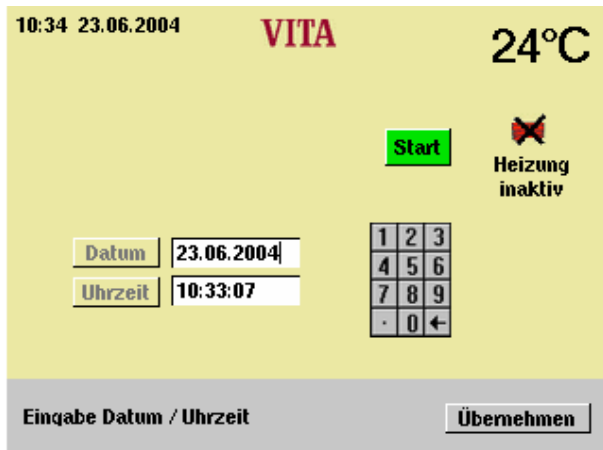 10:34 23.06.2004
VITA
24°C
Start
Heizung
inaktiv
Datum 23.06.2004
Uhrzeit 10:33:07
1 2 3
4 5 6
7 8 9
· 0 ←
Eingabe Datum / Uhrzeit
Übernehmen